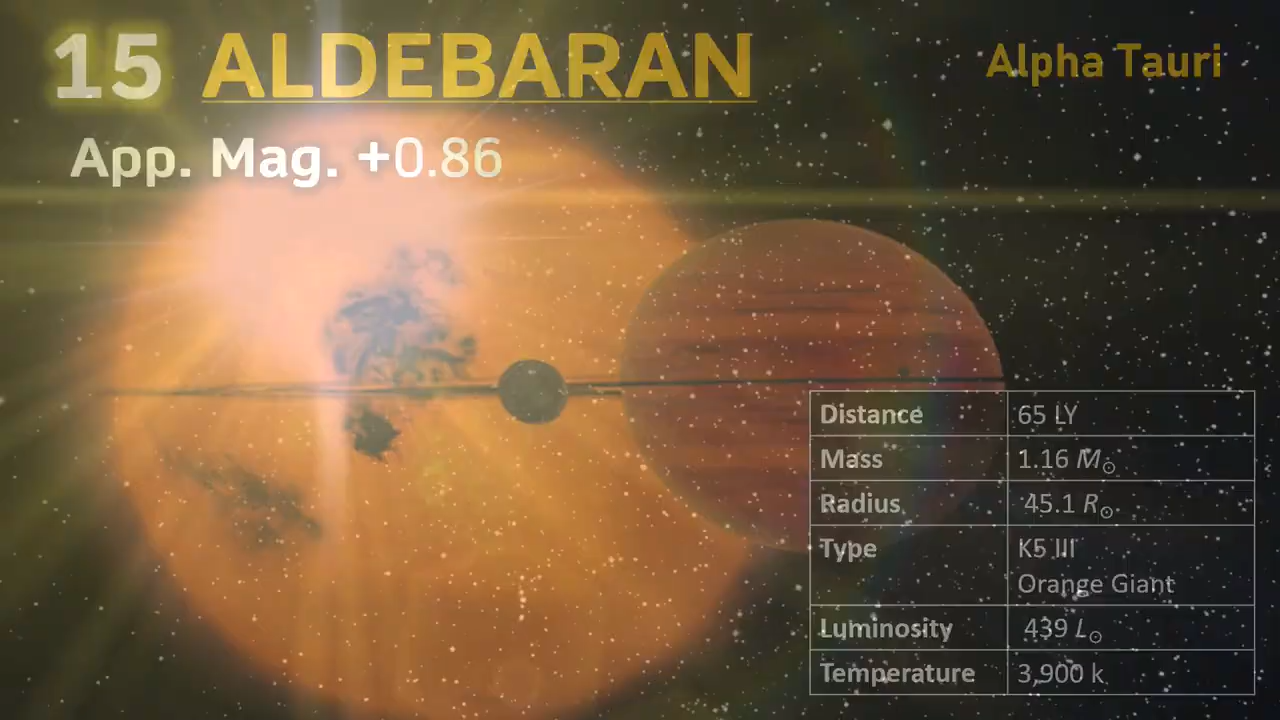 15 ALDEBARAN
Alpha Tauri
App. Mag. +0.86
Distance 65 LY
Mass 1.16 M☉
Radius 45.1 R☉
Type K5 III
Orange Giant
Luminosity 439 L☉
Temperature 3,900 k